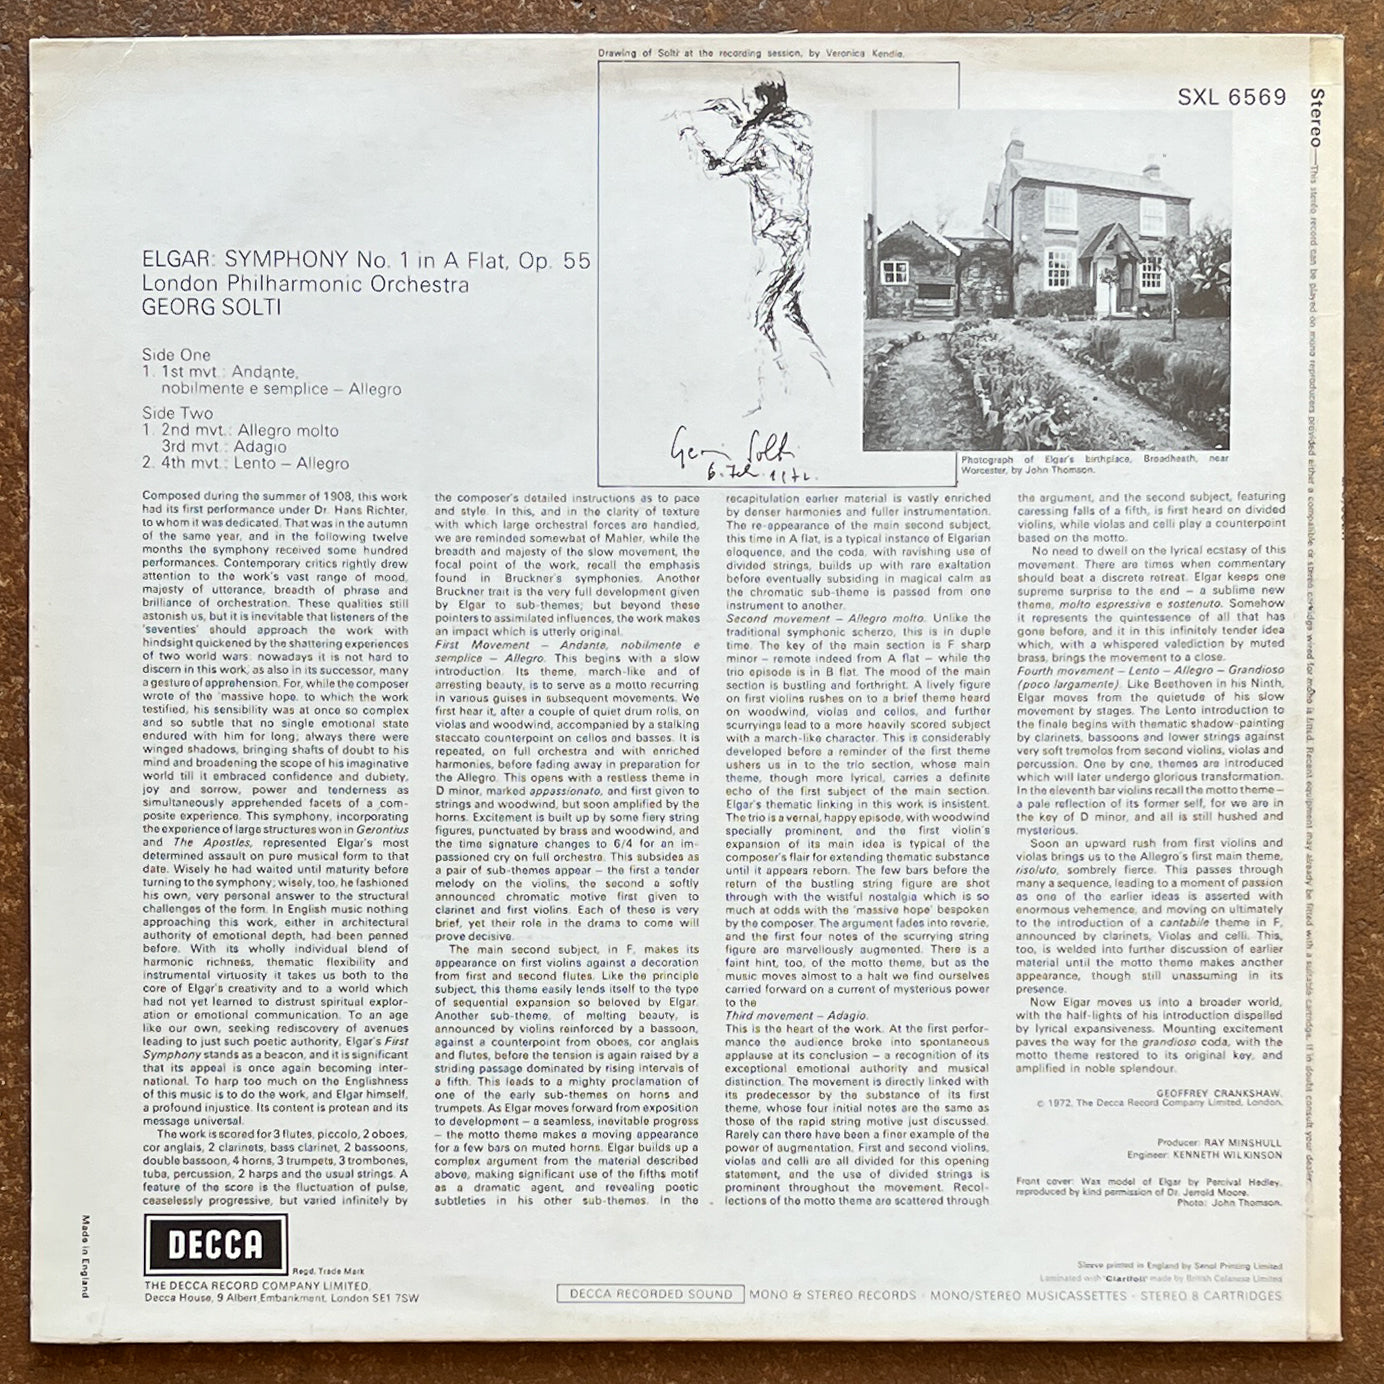 Drawing of Solti at the recording session, by Veronica Kendle.
SXL 6569
ELGAR: SYMPHONY No. 1 in A Flat, Op. 55
London Philharmonic Orchestra
GEORG SOLTI
Side One
1. 1st mvt.: Andante,
nobilmente e semplice – Allegro
Side Two
1. 2nd mvt.: Allegro molto
3rd mvt.: Adagio
2. 4th mvt.: Lento – Allegro
Georg Solti
Photograph of Elgar's birthplace, Broadheath, near
Worcester, by John Thomson.
Composed during the summer of 1908, this work
had its first performance under Dr. Hans Richter,
to whom it was dedicated. That was in the autumn
of the same year, and in the following twelve
months the symphony received some hundred
performances. Contemporary critics rightly drew
attention to the work's vast range of mood,
majesty of utterance, breadth of phrase and
brilliance of orchestration. These qualities still
astonish us, but it is inevitable that listeners of the
'seventies' should approach the work with
hindsight quickened by the shattering experiences
of two world wars: nowadays it is not hard to
discern in this work, as also in its successor, many
a gesture of apprehension. For, while the composer
wrote of the 'massive hope' to which the work
testified, his sensibility was at once so complex
and so subtle that no single emotional state
endured with him for long; always there were
winged shadows, bringing shafts of doubt to his
mind and broadening the scope of his imaginative
world till it embraced confidence and dubiety,
joy and sorrow, power and tenderness as
simultaneously apprehended facets of a com-
posite experience. This symphony, incorporating
the experience of large structures won in Gerontius
and The Apostles, represented Elgar's most
determined assault on pure musical form to that
date. Wisely he had waited until maturity before
turning to the symphony; wisely, too, he fashioned
his own, very personal answer to the structural
challenges of the form. In English music nothing
approaching this work, either in architectural
authority of emotional depth, had been penned
before. With its wholly individual blend of
harmonic richness, thematic flexibility and
instrumental virtuosity it takes us both to the
core of Elgar's creativity and to a world which
had not yet learned to distrust spiritual explor-
ation or emotional communication. To an age
like our own, seeking rediscovery of avenues
leading to just such poetic authority, Elgar's First
Symphony stands as a beacon, and it is significant
that its appeal is once again becoming inter-
national. To harp too much on the Englishness
of this music is to do the work, and Elgar himself,
a profound injustice. Its content is protean and its
message universal.
The work is scored for 3 flutes, piccolo, 2 oboes,
cor anglais, 2 clarinets, bass clarinet, 2 bassoons,
double bassoon, 4 horns, 3 trumpets, 3 trombones,
tuba, percussion, 2 harps and the usual strings. A
feature of the score is the fluctuation of pulse,
ceaselessly progressive, but varied infinitely by
the composer's detailed instructions as to pace
and style. In this, and in the clarity of texture
with which large orchestral forces are handled,
we are reminded somewhat of Mahler, while the
breadth and majesty of the slow movement, the
focal point of the work, recall the emphasis
found in Bruckner's symphonies. Another
Bruckner trait is the very full development given
by Elgar to sub-themes; but beyond these
pointers to assimilated influences, the work makes
an impact which is utterly original.
First Movement – Andante, nobilmente e
semplice – Allegro. This begins with a slow
introduction. Its theme, march-like and of
arresting beauty, is to serve as a motto recurring
in various guises in subsequent movements. We
first hear it, after a couple of quiet drum rolls, on
violas and woodwind, accompanied by a stalking
staccato counterpoint on cellos and basses. It is
repeated, on full orchestra and with enriched
harmonies, before fading away in preparation for
the Allegro. This opens with a restless theme in
D minor, marked appassionato, and first given to
strings and woodwind, but soon amplified by the
horns. Excitement is built up by some fiery string
figures, punctuated by brass and woodwind, and
the time signature changes to 6/4 for an im-
passioned cry on full orchestra. This subsides as
a pair of sub-themes appear – the first a tender
melody on the violins, the second a softly
announced chromatic motive first given to
clarinet and first violins. Each of these is very
brief, yet their role in the drama to come will
prove decisive.
The main second subject, in F, makes its
appearance on first violins against a decoration
from first and second flutes. Like the principle
subject, this theme easily lends itself to the type
of sequential expansion so beloved by Elgar.
Another sub-theme, of melting beauty, is
announced by violins reinforced by a bassoon,
against a counterpoint from oboes, cor anglais
and flutes, before the tension is again raised by a
striding passage dominated by rising intervals of
a fifth. This leads to a mighty proclamation of
one of the early sub-themes on horns and
trumpets. As Elgar moves forward from exposition
to development – a seamless, inevitable progress
– the motto theme makes a moving appearance
for a few bars on muted horns. Elgar builds up a
complex argument from the material described
above, making significant use of the fifths motif
as a dramatic agent, and revealing poetic
subtleties in his other sub-themes. In the
recapitulation earlier material is vastly enriched
by denser harmonies and fuller instrumentation.
The re-appearance of the main second subject,
this time in A flat, is a typical instance of Elgarian
eloquence, and the coda, with ravishing use of
divided strings, builds up with rare exaltation
before eventually subsiding in magical calm as
the chromatic sub-theme is passed from one
instrument to another.
Second movement – Allegro molto. Unlike the
traditional symphonic scherzo, this is in duple
time. The key of the main section is F sharp
minor – remote indeed from A flat – while the
trio episode is in B flat. The mood of the main
section is bustling and forthright. A lively figure
on first violins rushes on to a brief theme heard
on woodwind, violas and cellos, and further
scurryings lead to a more heavily scored subject
with a march-like character. This is considerably
developed before a reminder of the first theme
ushers us in to the trio section, whose main
theme, though more lyrical, carries a definite
echo of the first subject of the main section.
Elgar's thematic linking in this work is insistent.
The trio is a vernal, happy episode, with woodwind
specially prominent, and the first violin's
expansion of its main idea is typical of the
composer's flair for extending thematic substance
until it appears reborn. The few bars before the
return of the bustling string figure are shot
through with the wistful nostalgia which is so
much at odds with the 'massive hope' bespoken
by the composer. The argument fades into reverie,
and the first four notes of the scurrying string
figure are marvellously augmented. There is a
faint hint, too, of the motto theme, but as the
music moves almost to a halt we find ourselves
carried forward on a current of mysterious power
to the
Third movement – Adagio.
This is the heart of the work. At the first perfor-
mance the audience broke into spontaneous
applause at its conclusion – a recognition of its
exceptional emotional authority and musical
distinction. The movement is directly linked with
its predecessor by the substance of its first
theme, whose four initial notes are the same as
those of the rapid string motive just discussed.
Rarely can there have been a finer example of the
power of augmentation. First and second violins,
violas and celli are all divided for this opening
statement, and the use of divided strings is
prominent throughout the movement. Recol-
lections of the motto theme are scattered through
the argument, and the second subject, featuring
caressing falls of a fifth, is first heard on divided
violins, while violas and celli play a counterpoint
based on the motto.
No need to dwell on the lyrical ecstasy of this
movement. There are times when commentary
should beat a discrete retreat. Elgar keeps one
supreme surprise to the end – a sublime new
theme, molto espressivo e sostenuto. Somehow
it represents the quintessence of all that has
gone before, and it in this infinitely tender idea
which, with a whispered valediction by muted
brass, brings the movement to a close.
Fourth movement – Lento – Allegro – Grandioso
(poco largamente). Like Beethoven in his Ninth,
Elgar moves from the quietude of his slow
movement by stages. The Lento introduction to
the finale begins with thematic shadow-painting
by clarinets, bassoons and lower strings against
very soft tremolos from second violins, violas and
percussion. One by one, themes are introduced
which will later undergo glorious transformation.
In the eleventh bar violins recall the motto theme –
a pale reflection of its former self, for we are in
the key of D minor, and all is still hushed and
mysterious.
Soon an upward rush from first violins and
violas brings us to the Allegro's first main theme,
risoluto, sombrely fierce. This passes through
many a sequence, leading to a moment of passion
as one of the earlier ideas is asserted with
enormous vehemence, and moving on ultimately
to the introduction of a cantabile theme in F,
announced by clarinets, Violas and celli. This,
too, is welded into further discussion of earlier
material until the motto theme makes another
appearance, though still unassuming in its
presence.
Now Elgar moves us into a broader world,
with the half-lights of his introduction dispelled
by lyrical expansiveness. Mounting excitement
paves the way for the grandioso coda, with the
motto theme restored to its original key, and
amplified in noble splendour.
GEOFFREY CRANKSHAW.
© 1972, The Decca Record Company Limited, London.
Producer: RAY MINSHULL
Engineer: KENNETH WILKINSON
Front cover: Wax model of Elgar by Percival Hedley,
reproduced by kind permission of Dr. Jerrold Moore.
Photo: John Thomson.
Stereo—This stereo record can be played on mono reproducers provided either a compatible or stereo cartridge wired for mono is fitted. Recent equipment may already be fitted with a suitable cartridge. If in doubt consult your dealer.
Made in England
DECCA
Regd. Trade Mark
THE DECCA RECORD COMPANY LIMITED,
Decca House, 9 Albert Embankment, London SE1 7SW
DECCA RECORDED SOUND MONO & STEREO RECORDS · MONO/STEREO MUSICASSETTES · STEREO 8 CARTRIDGES
Sleeve printed in England by Senol Printing Limited
Laminated with 'Clarifoil' made by British Celanese Limited